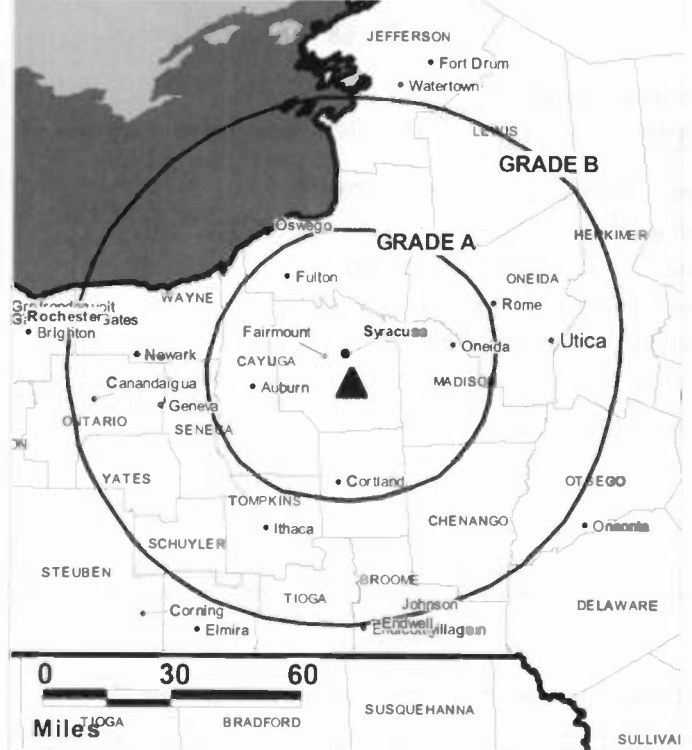 JEFFERSON
Fort Drum
Watertown
LEWIS
GRADE B
Oswego
GRADE A
HERKIMER
Fulton
ONEIDA
WAYNE
Rome
Rochester Gates
Brighton
Fairmount
Syracuse
Utica
Newark
Oneida
CAYUGA
Canandaigua
Auburn
MADISON
Geneva
ONTARIO
SENECA
ON
YATES
Cortland
OTSEGO
TOMPKINS
Ithaca
CHENANGO
Oneonta
SCHUYLER
STEUBEN
BROOME
TIOGA
Johnson
DELAWARE
Corning
Endwell
Elmira
0 30 60
Miles
TIOGA
BRADFORD
SUSQUEHANNA
SULLIVAN